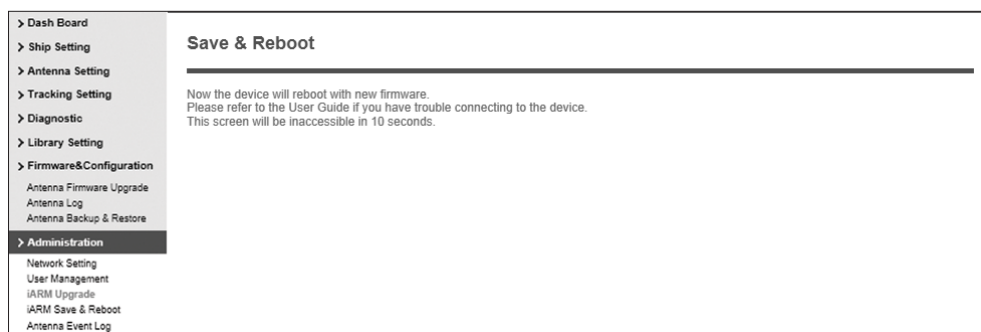 > Dash Board
> Ship Setting
> Antenna Setting
> Tracking Setting
> Diagnostic
> Library Setting
> Firmware&Configuration
Antenna Firmware Upgrade
Antenna Log
Antenna Backup & Restore
> Administration
Network Setting
User Management
iARM Upgrade
iARM Save & Reboot
Antenna Event Log
Save & Reboot
Now the device will reboot with new firmware.
Please refer to the User Guide if you have trouble connecting to the device.
This screen will be inaccessible in 10 seconds.